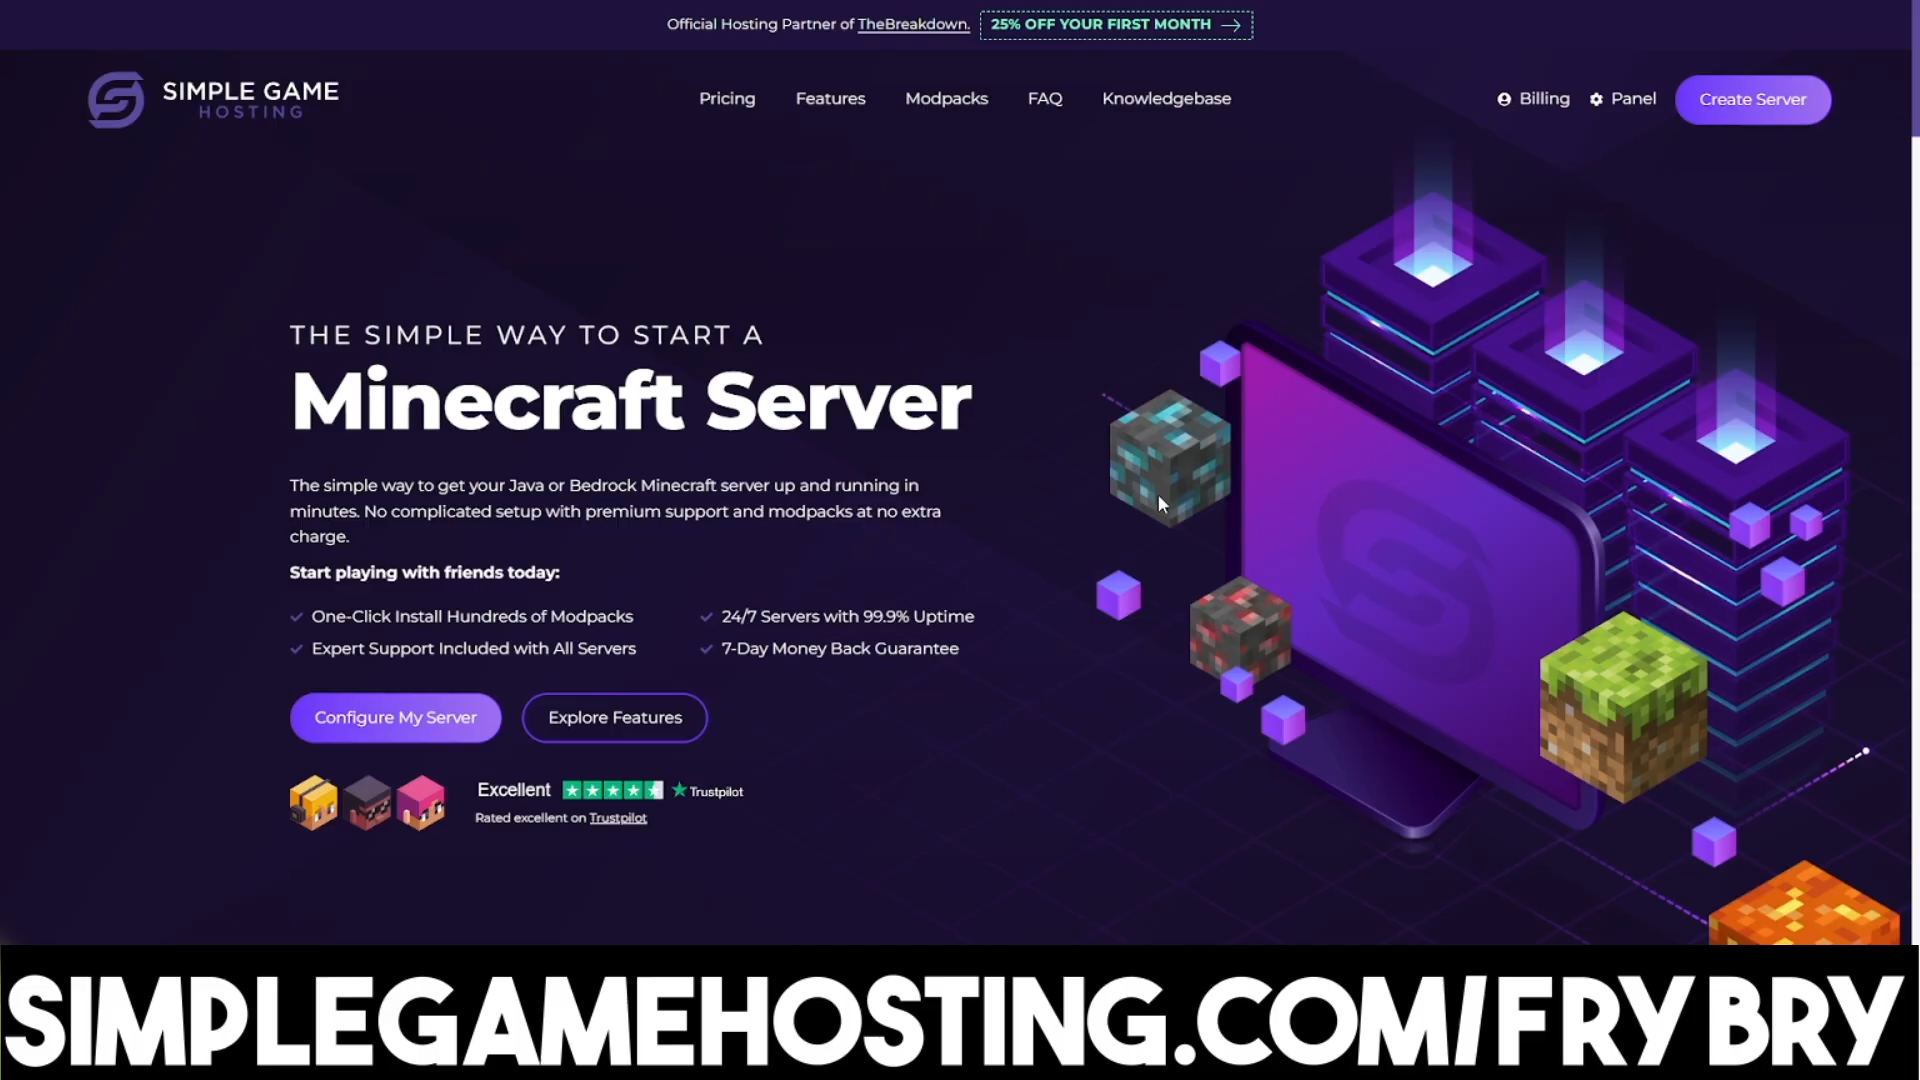 Official Hosting Partner of TheBreakdown. 25% OFF YOUR FIRST MONTH
SIMPLE GAME
HOSTING
Pricing Features Modpacks FAQ Knowledgebase Billing Panel Create Server
THE SIMPLE WAY TO START A
Minecraft Server
The simple way to get your Java or Bedrock Minecraft server up and running in
minutes. No complicated setup with premium support and modpacks at no extra
charge.
Start playing with friends today:
One-Click Install Hundreds of Modpacks 24/7 Servers with 99.9% Uptime
Expert Support Included with All Servers 7-Day Money Back Guarantee
Configure My Server Explore Features
Excellent Trustpilot
Rated excellent on Trustpilot
SIMPLEGAMEHOSTING.COM/FRYBRY